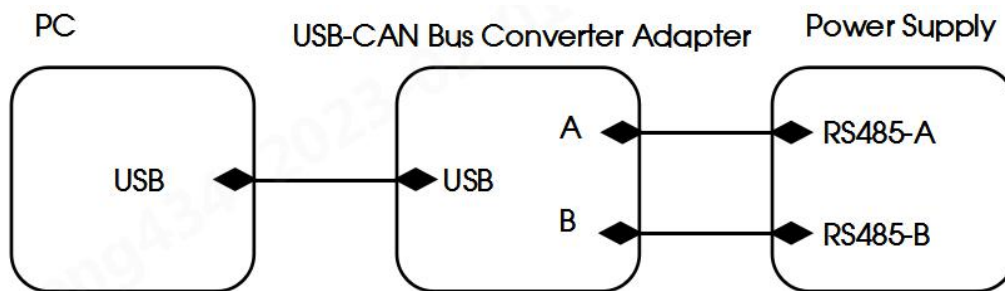 PC
USB-CAN Bus Converter Adapter
Power Supply
A
RS485-A
USB
USB
B
RS485-B